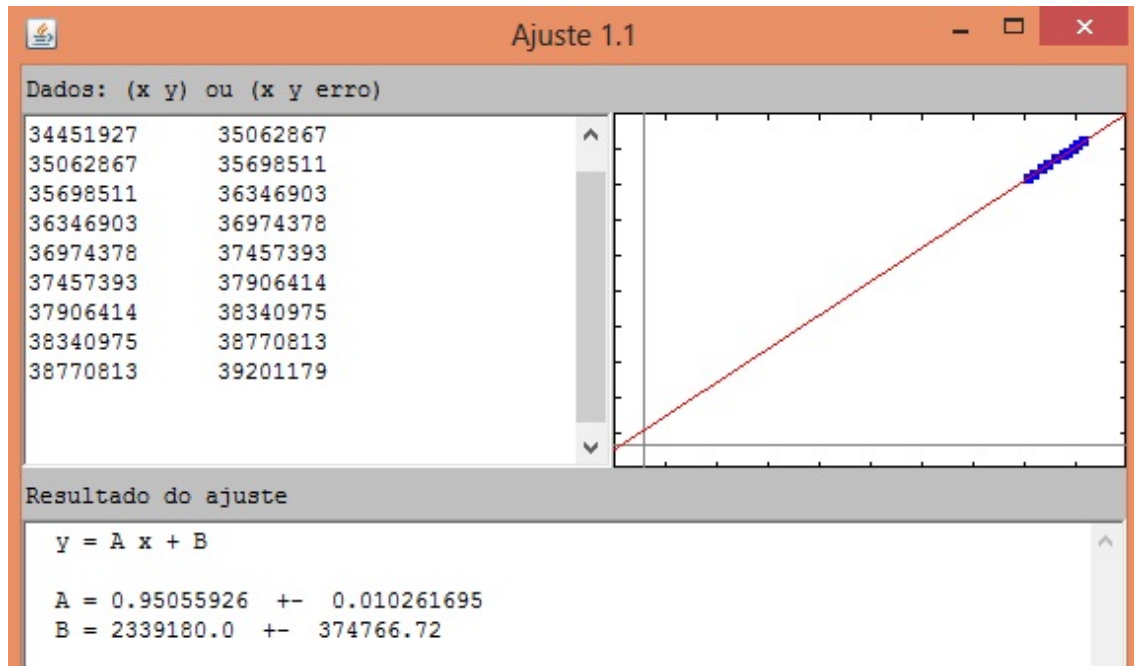 Ajuste 1.1
Dados: (x y) ou (x y erro)
34451927 35062867
35062867 35698511
35698511 36346903
36346903 36974378
36974378 37457393
37457393 37906414
37906414 38340975
38340975 38770813
38770813 39201179
Resultado do ajuste
y = A x + B
A = 0.95055926 +- 0.010261695
B = 2339180.0 +- 374766.72